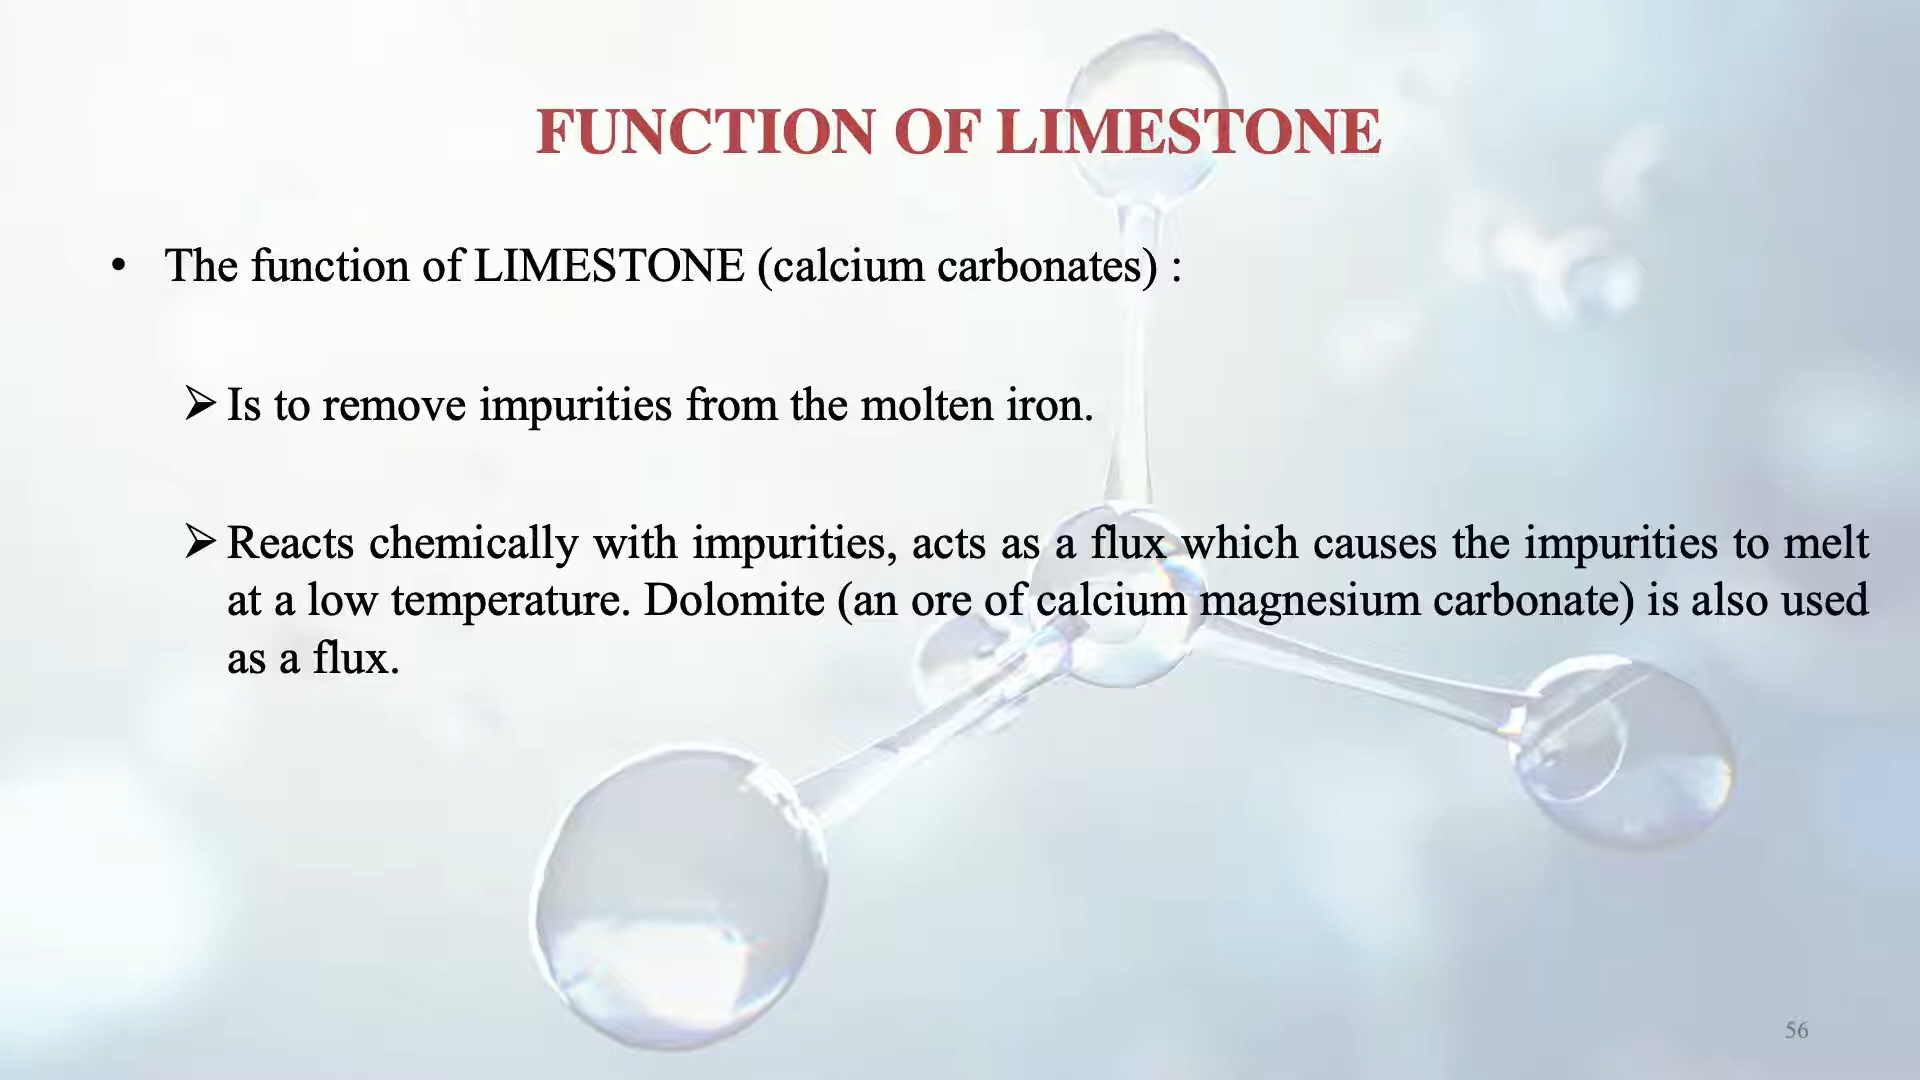 FUNCTION OF LIMESTONE
• The function of LIMESTONE (calcium carbonates) :
➢ Is to remove impurities from the molten iron.
➢ Reacts chemically with impurities, acts as a flux which causes the impurities to melt
at a low temperature. Dolomite (an ore of calcium magnesium carbonate) is also used
as a flux.
56